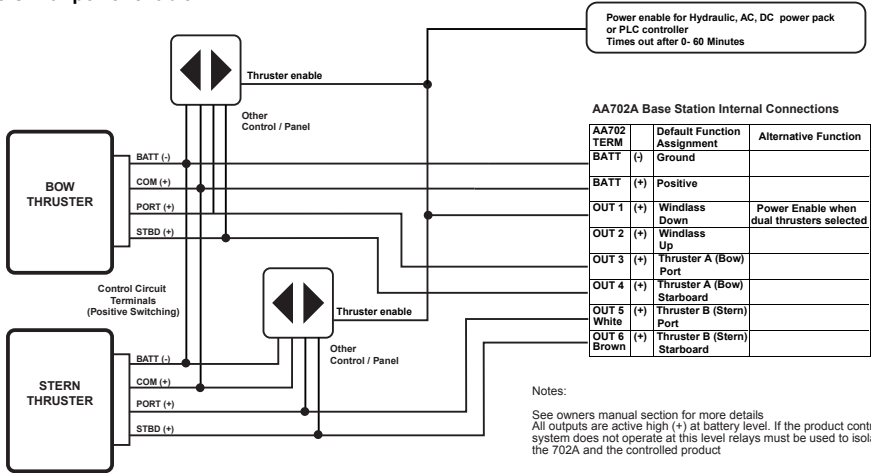 Power enable for Hydraulic, AC, DC power pack
or PLC controller
Times out after 0- 60 Minutes
Thruster enable
Other
Control / Panel
AA702A Base Station Internal Connections
AA702 TERM Default Function Assignment Alternative Function
BATT (-) Ground
BATT (+) Positive
OUT 1 (+) Windlass Down Power Enable when dual thrusters selected
OUT 2 (+) Windlass Up
OUT 3 (+) Thruster A (Bow) Port
OUT 4 (+) Thruster A (Bow) Starboard
OUT 5 White (+) Thruster B (Stern) Port
OUT 6 Brown (+) Thruster B (Stern) Starboard
BOW
THRUSTER
BATT (-)
COM (+)
PORT (+)
STBD (+)
Control Circuit
Terminals
(Positive Switching)
Thruster enable
Other
Control / Panel
STERN
THRUSTER
BATT (-)
COM (+)
PORT (+)
STBD (+)
Notes:
See owners manual section for more details
All outputs are active high (+) at battery level. If the product
system does not operate at this level relays must be used to
the 702A and the controlled product